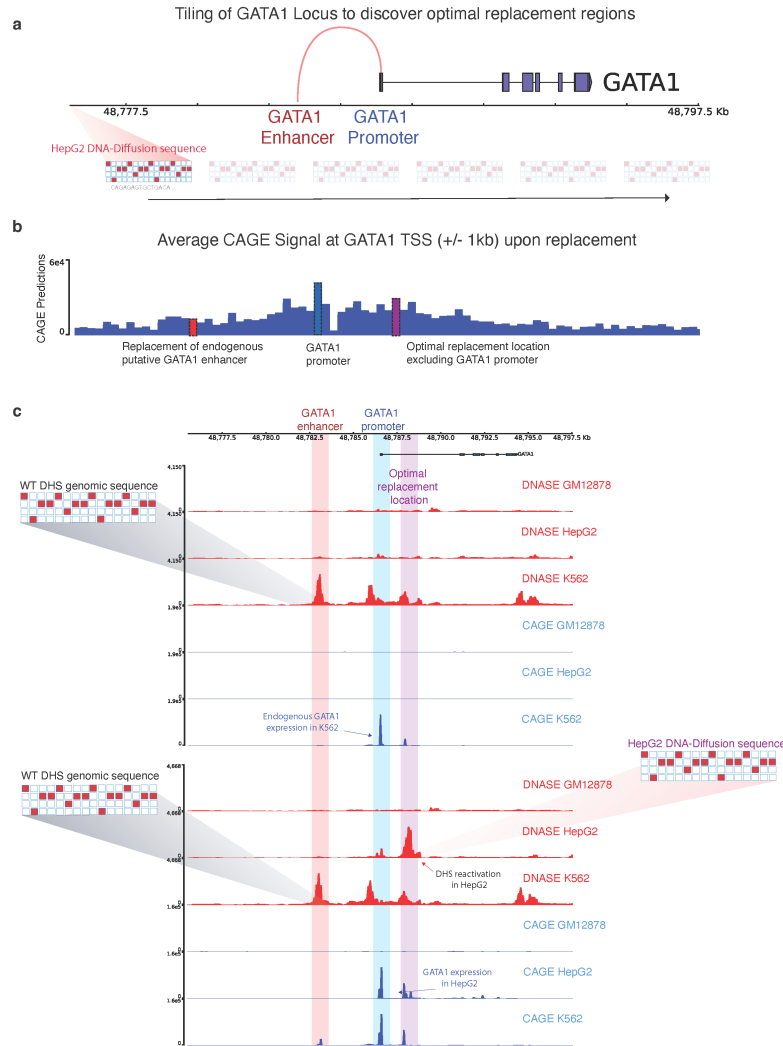 Tiling of GATA1 Locus to discover optimal replacement regions
a
GATA1
48,777.5
48,797.5 Kb
GATA1
Enhancer
GATA1
Promoter
HepG2 DNA-Diffusion sequence
CAGAGAGTGCTGACA
b
Average CAGE Signal at GATA1 TSS (+/- 1kb) upon replacement
6e4
CAGE Predictions
0
Replacement of endogenous
putative GATA1 enhancer
GATA1
promoter
Optimal replacement location
excluding GATA1 promoter
c
GATA1
enhancer
GATA1
promoter
48,777.5 48,780.0 48,782.5 48,785.0 48,787.5 48,790.0 48,792.5 48,795.0 48,797.5 Kb
GATA1
4,150
Optimal
replacement
location
WT DHS genomic sequence
DNASE GM12878
0
4,150
DNASE HepG2
0
4,150
DNASE K562
0
1.9e5
CAGE GM12878
0
1.9e5
CAGE HepG2
0
1.9e5
Endogenous GATA1
expression in K562
CAGE K562
0
HepG2 DNA-Diffusion sequence
4,668
WT DHS genomic sequence
DNASE GM12878
0
4,668
DNASE HepG2
0
4,668
DHS reactivation
in HepG2
DNASE K562
0
1.6e5
CAGE GM12878
0
1.6e5
GATA1 expression
in HepG2
CAGE HepG2
0
1.6e5
CAGE K562
0